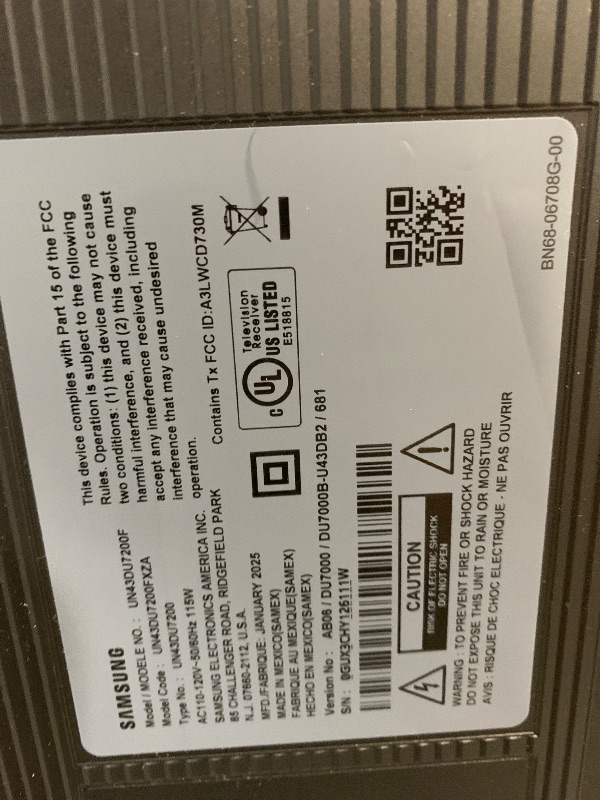 SAMSUNG
Model / MODELE NO. : UN43DU7200F
Model Code : UN43DU7200FXZA
Type No. : UN43DU7200
AC110-120V~50/60Hz 115W
SAMSUNG ELECTRONICS AMERICA INC.
85 CHALLENGER ROAD, RIDGEFIELD PARK
N.J. 07660-2112, U.S.A.
MFD./FABRIQUE: JANUARY 2025
MADE IN MEXICO(SAMEX)
FABRIQUE AU MEXIQUE(SAMEX)
HECHO EN MEXICO(SAMEX)
Version No : AB06 / DU7000 / DU7000B-U43DB2 / 681
S/N : 0GUX3CHY126111W
This device complies with Part 15 of the FCC
Rules. Operation is subject to the following
two conditions: (1) this device may not cause
harmful interference, and (2) this device must
accept any interference received, including
interference that may cause undesired
operation.
Contains Tx FCC ID:A3LWCD730M
C UL US LISTED
Television
Receiver
E518815
CAUTION
RISK OF ELECTRIC SHOCK
DO NOT OPEN
WARNING : TO PREVENT FIRE OR SHOCK HAZARD
DO NOT EXPOSE THIS UNIT TO RAIN OR MOISTURE
AVIS : RISQUE DE CHOC ELECTRIQUE - NE PAS OUVRIR
BN68-06708G-00